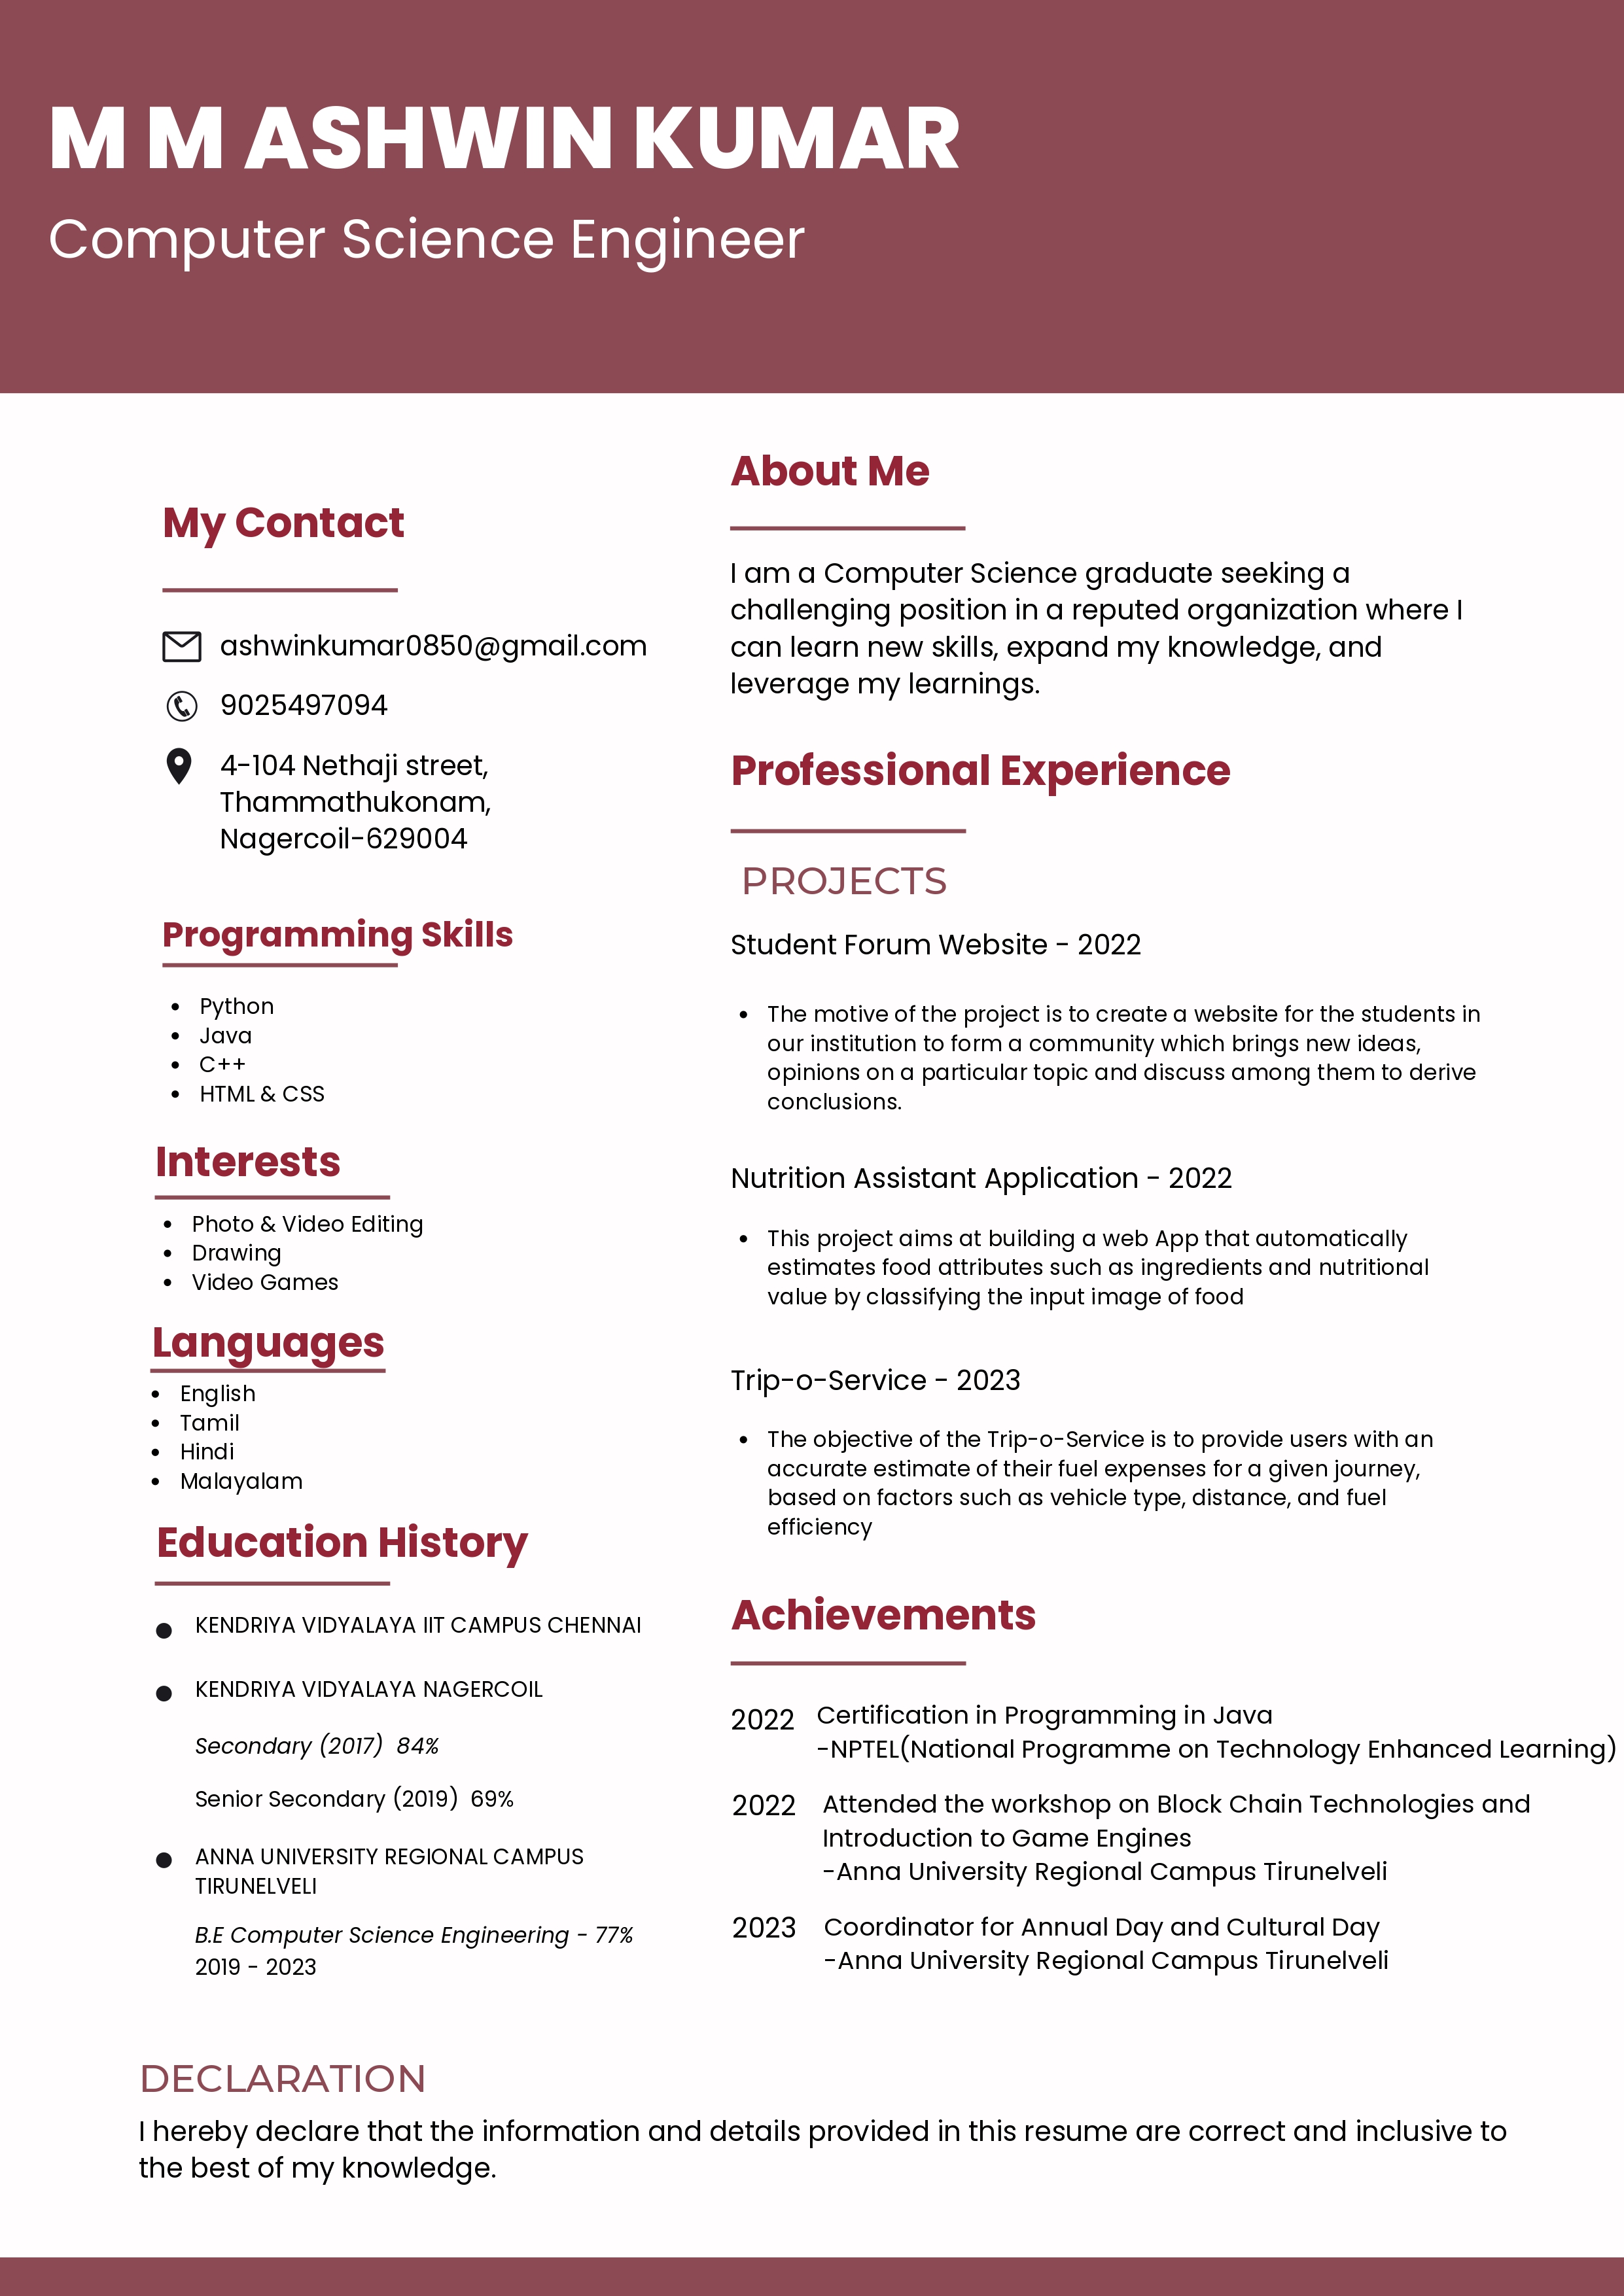 M M ASHWIN KUMAR
Computer Science Engineer
My Contact
ashwinkumar0850@gmail.com
9025497094
4-104 Nethaji street,
Thammathukonam,
Nagercoil-629004
Programming Skills
• Python
• Java
• C++
• HTML & CSS
Interests
• Photo & Video Editing
• Drawing
• Video Games
Languages
• English
• Tamil
• Hindi
• Malayalam
Education History
KENDRIYA VIDYALAYA IIT CAMPUS CHENNAI
KENDRIYA VIDYALAYA NAGERCOIL
Secondary (2017) 84%
Senior Secondary (2019) 69%
ANNA UNIVERSITY REGIONAL CAMPUS
TIRUNELVELI
B.E Computer Science Engineering - 77%
2019 - 2023
About Me
I am a Computer Science graduate seeking a
challenging position in a reputed organization where I
can learn new skills, expand my knowledge, and
leverage my learnings.
Professional Experience
PROJECTS
Student Forum Website - 2022
• The motive of the project is to create a website for the students in
our institution to form a community which brings new ideas,
opinions on a particular topic and discuss among them to derive
conclusions.
Nutrition Assistant Application - 2022
• This project aims at building a web App that automatically
estimates food attributes such as ingredients and nutritional
value by classifying the input image of food
Trip-o-Service - 2023
• The objective of the Trip-o-Service is to provide users with an
accurate estimate of their fuel expenses for a given journey,
based on factors such as vehicle type, distance, and fuel
efficiency
Achievements
2022 Certification in Programming in Java
-NPTEL(National Programme on Technology Enhanced Learning)
2022 Attended the workshop on Block Chain Technologies and
Introduction to Game Engines
-Anna University Regional Campus Tirunelveli
2023 Coordinator for Annual Day and Cultural Day
-Anna University Regional Campus Tirunelveli
DECLARATION
I hereby declare that the information and details provided in this resume are correct and inclusive to
the best of my knowledge.